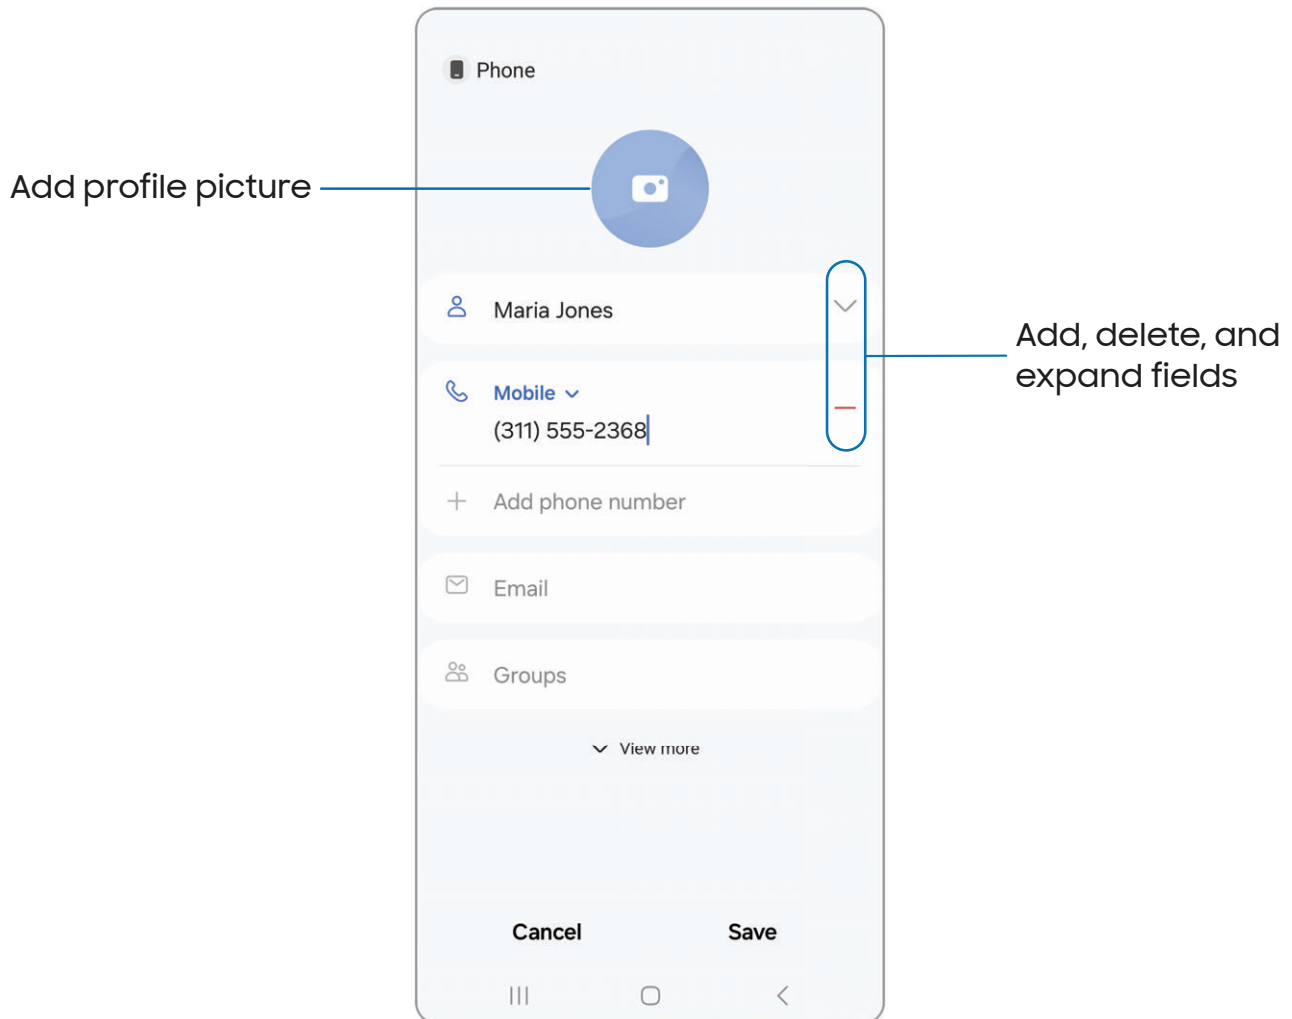 Phone
Add profile picture
Maria Jones
Add, delete, and
expand fields
Mobile
(311) 555-2368
Add phone number
Email
Groups
View more
Cancel
Save